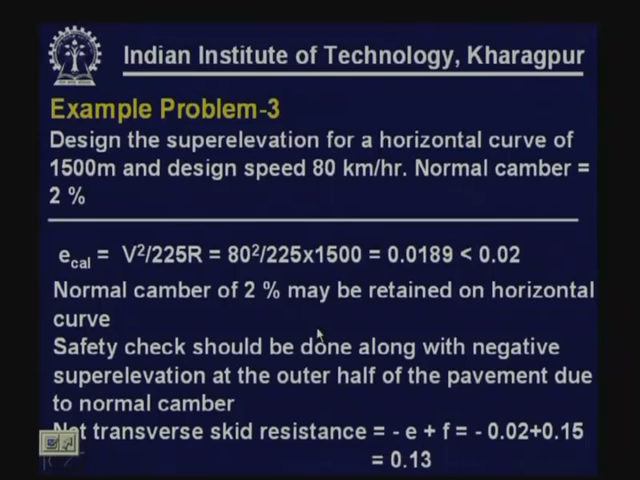 Indian Institute of Technology, Kharagpur
Example Problem-3
Design the superelevation for a horizontal curve of
1500m and design speed 80 km/hr. Normal camber =
2 %
e_cal = V²/225R = 80²/225x1500 = 0.0189 < 0.02
Normal camber of 2 % may be retained on horizontal
curve
Safety check should be done along with negative
superelevation at the outer half of the pavement due
to normal camber
Net transverse skid resistance = - e + f = - 0.02+0.15
= 0.13